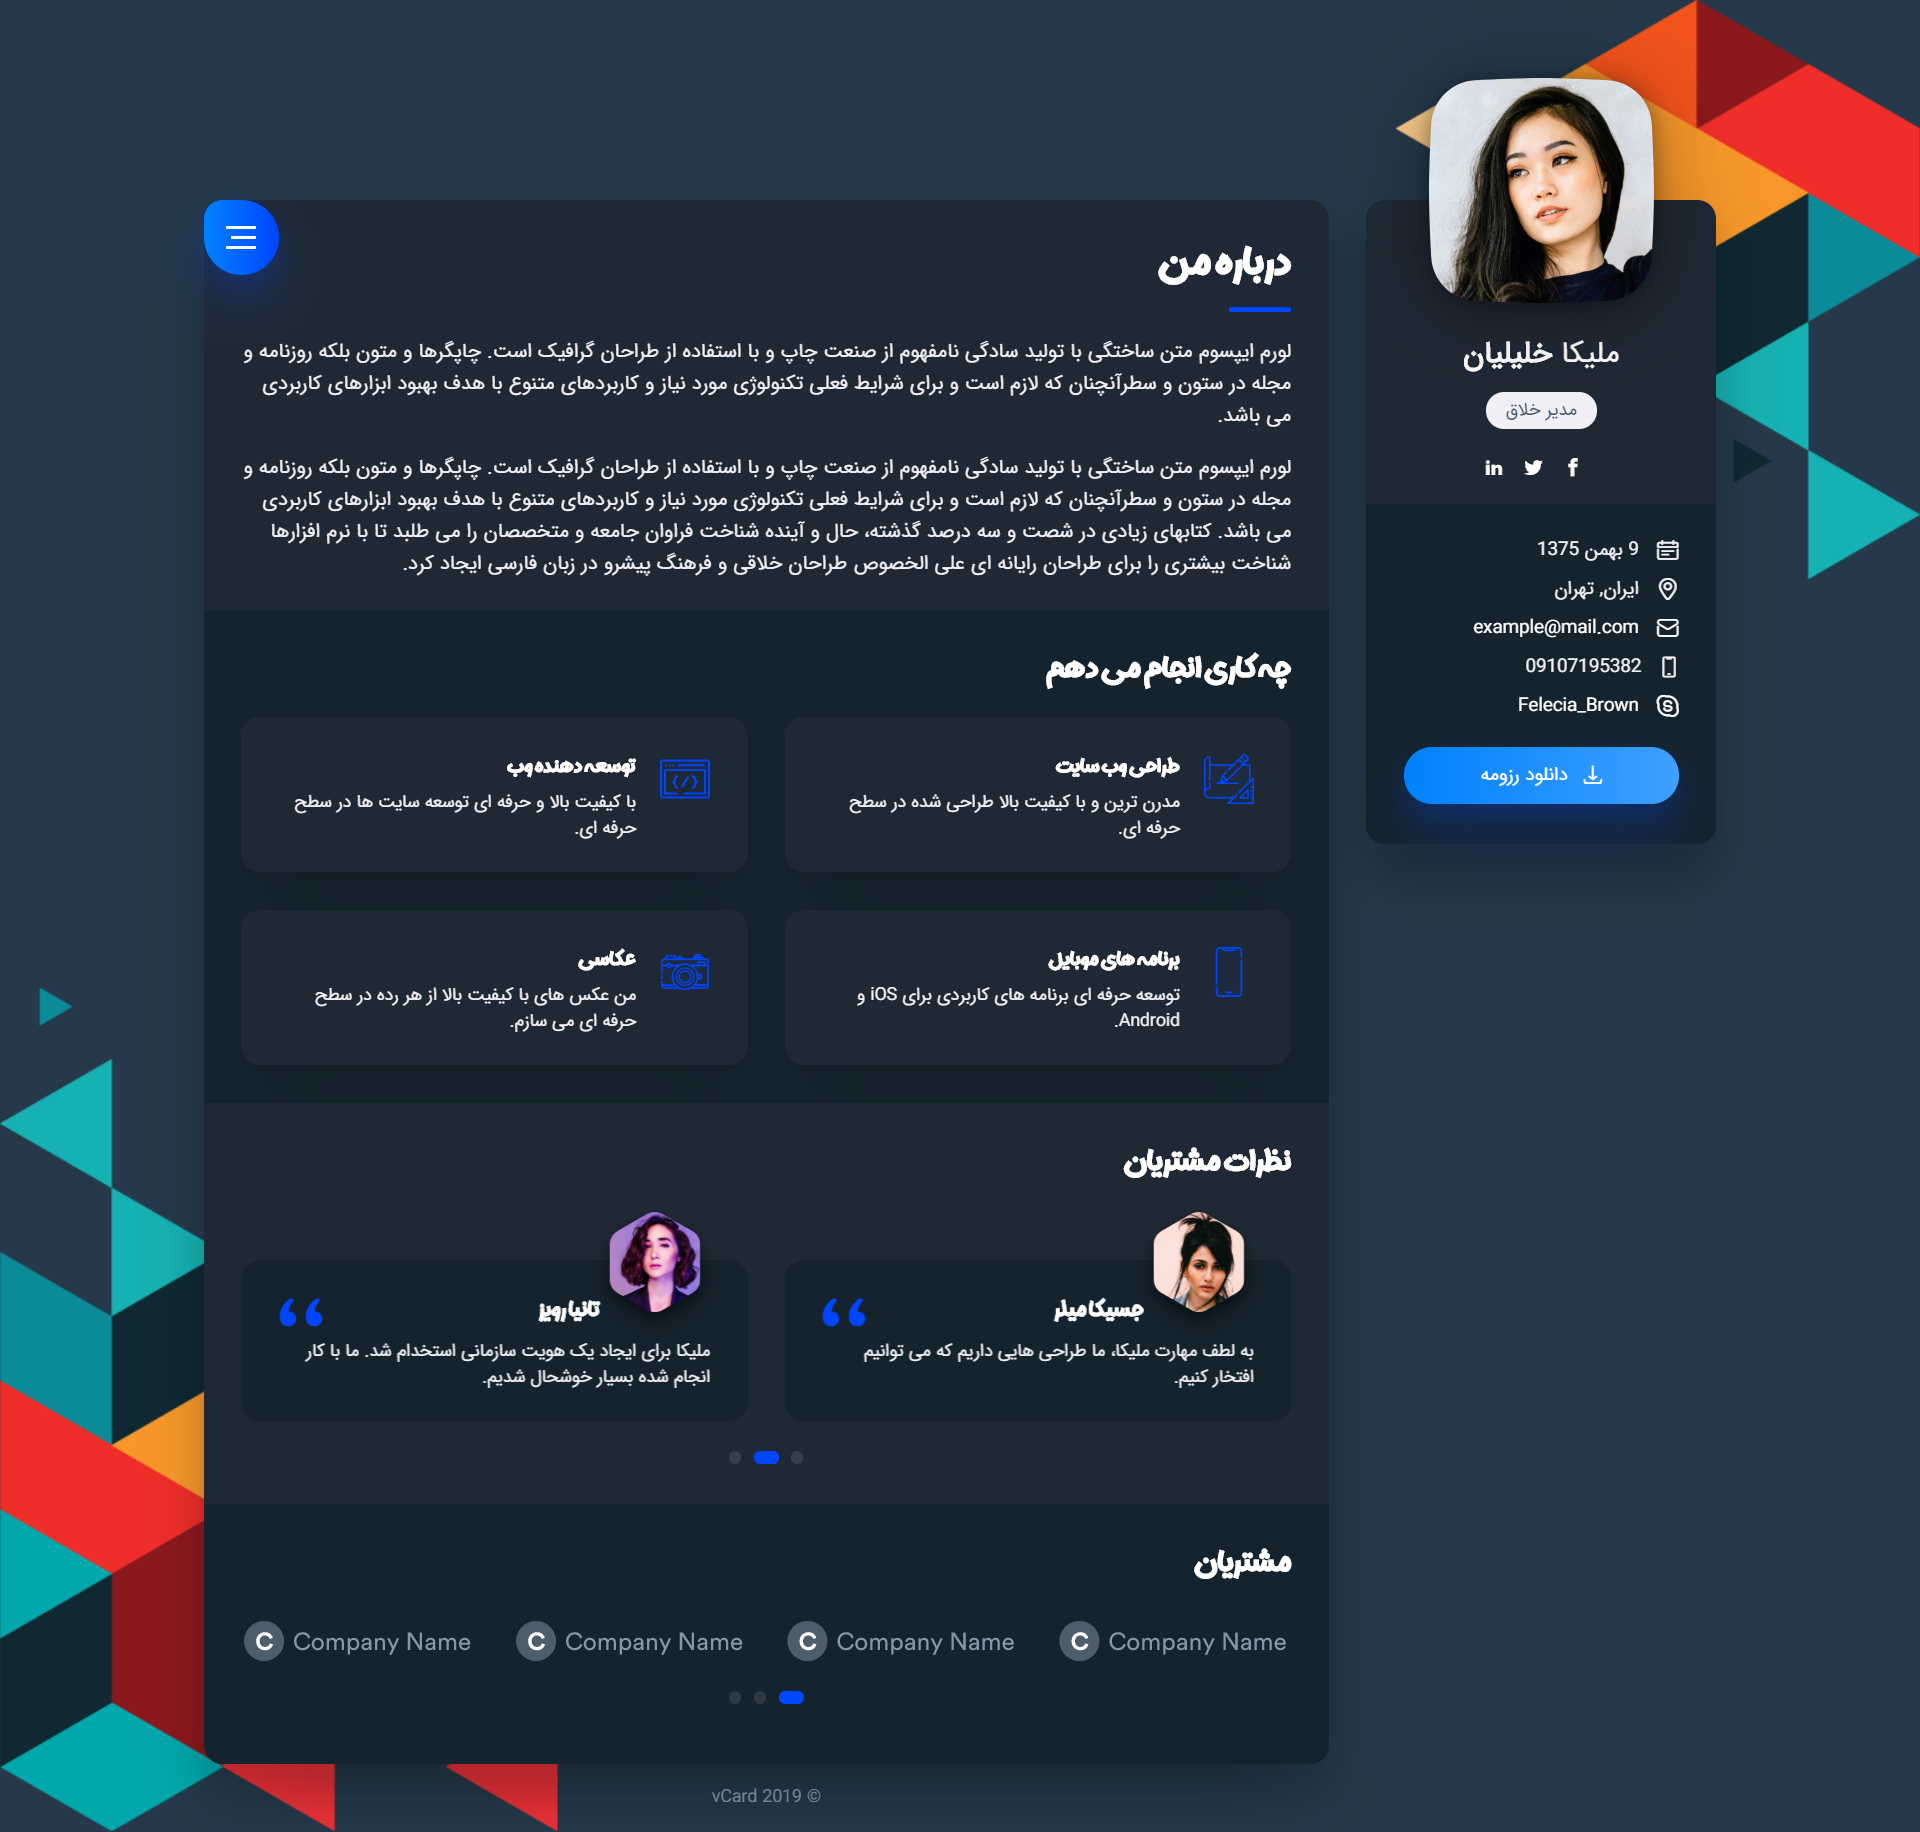 ملیکا خلیلیان
مدیر خلاق
9 بهمن 1375
ایران, تهران
example@mail.com
09107195382
Felecia_Brown
دانلود رزومه
درباره من
لورم ایپسوم متن ساختگی با تولید سادگی نامفهوم از صنعت چاپ و با استفاده از طراحان گرافیک است. چاپگرها و متون بلکه روزنامه و
مجله در ستون و سطرآنچنان که لازم است و برای شرایط فعلی تکنولوژی مورد نیاز و کاربردهای متنوع با هدف بهبود ابزارهای کاربردی
می باشد.
لورم ایپسوم متن ساختگی با تولید سادگی نامفهوم از صنعت چاپ و با استفاده از طراحان گرافیک است. چاپگرها و متون بلکه روزنامه و
مجله در ستون و سطرآنچنان که لازم است و برای شرایط فعلی تکنولوژی مورد نیاز و کاربردهای متنوع با هدف بهبود ابزارهای کاربردی
می باشد. کتابهای زیادی در شصت و سه درصد گذشته، حال و آینده شناخت فراوان جامعه و متخصصان را می طلبد تا با نرم افزارها
شناخت بیشتری را برای طراحان رایانه ای علی الخصوص طراحان خلاقی و فرهنگ پیشرو در زبان فارسی ایجاد کرد.
چه کاری انجام می دهم
طراحی وب سایت
مدرن ترین و با کیفیت بالا طراحی شده در سطح
حرفه ای.
توسعه دهنده وب
با کیفیت بالا و حرفه ای توسعه سایت ها در سطح
حرفه ای.
برنامه های موبایل
توسعه حرفه ای برنامه های کاربردی برای iOS و
Android.
عکاسی
من عکس های با کیفیت بالا از هر رده در سطح
حرفه ای می سازم.
نظرات مشتریان
جسیکا میلر
به لطف مهارت ملیکا، ما طراحی هایی داریم که می توانیم
افتخار کنیم.
تانیا رویز
ملیکا برای ایجاد یک هویت سازمانی استخدام شد. ما با کار
انجام شده بسیار خوشحال شدیم.
مشتریان
C Company Name
C Company Name
C Company Name
C Company Name
© 2019 vCard